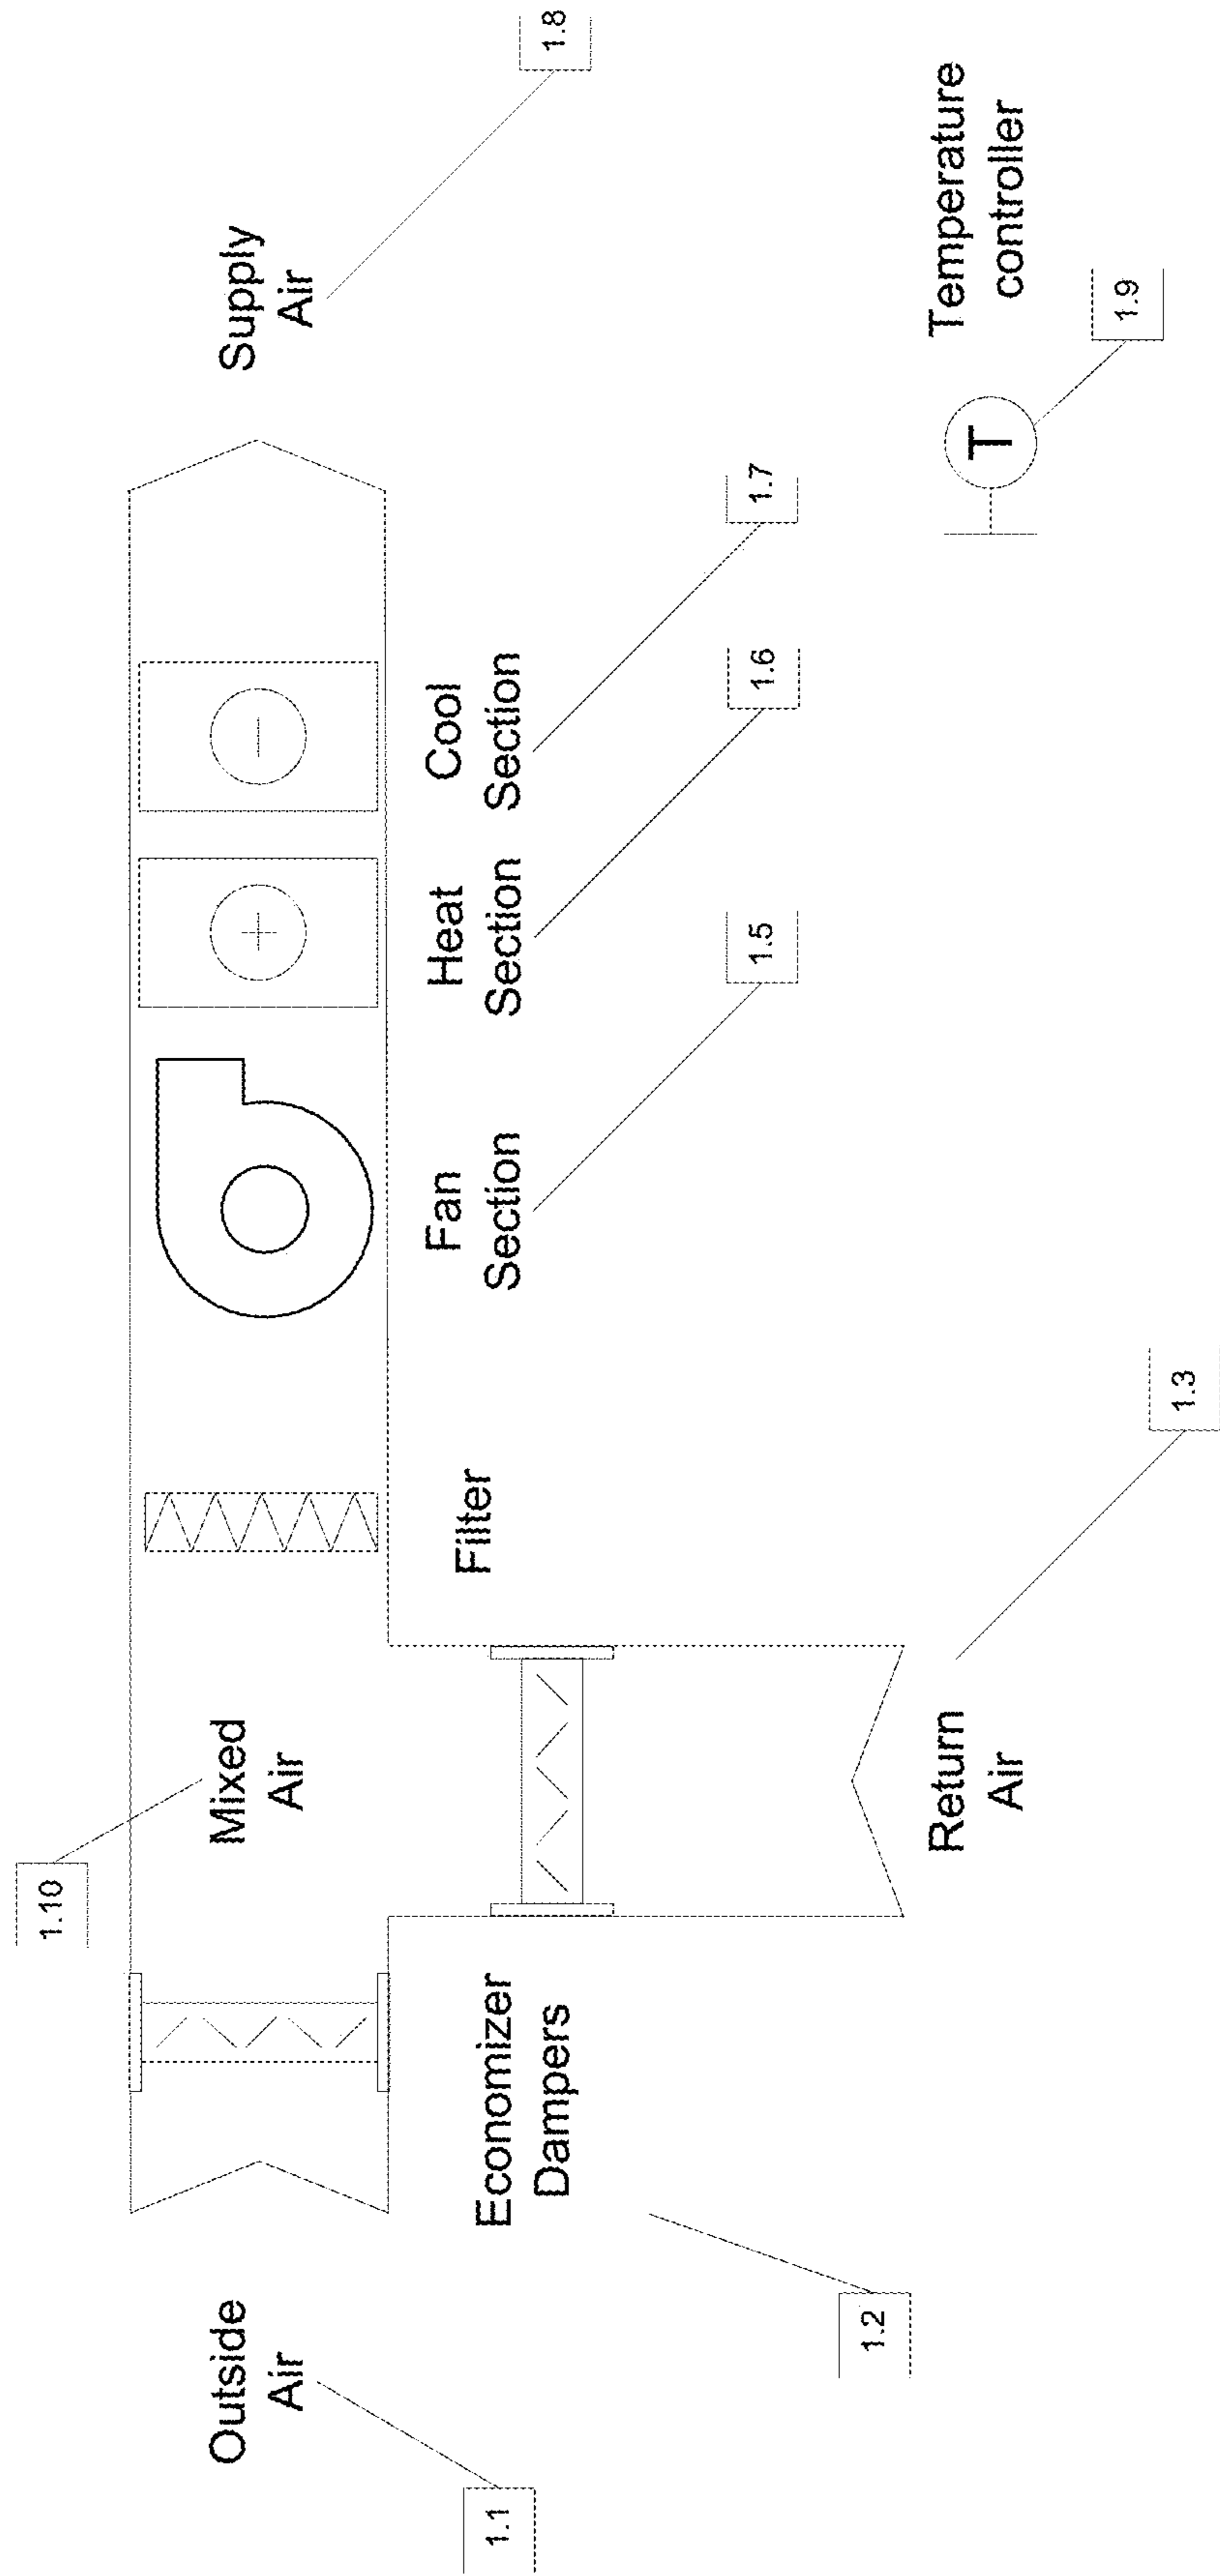 1.10
Outside
Air
Mixed
Air
Supply
Air
1.1
Economizer
Dampers
Filter
Fan
Section
Heat
Section
Cool
Section
1.8
1.2
1.5
1.6
1.7
Return
Air
T
Temperature
controller
1.3
1.9